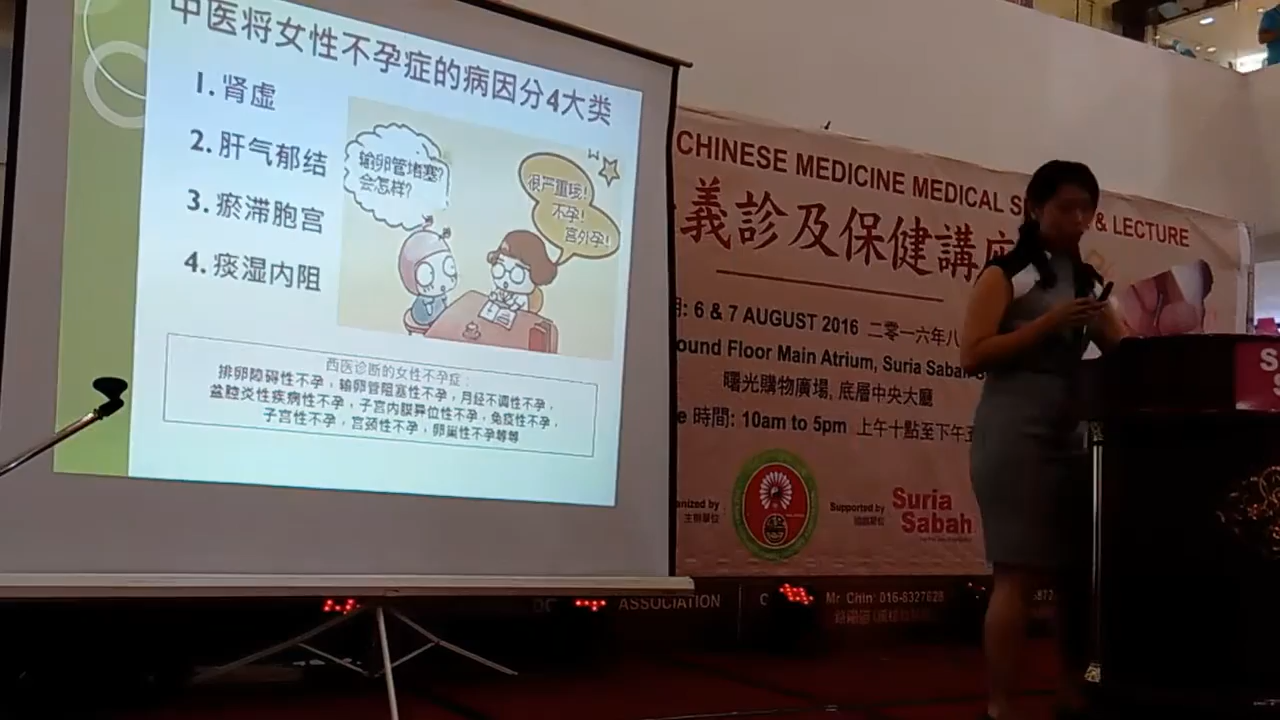 中医将女性不孕症的病因分4大类
1. 肾虚
2. 肝气郁结
3. 瘀滞胞宫
4. 痰湿内阻
输卵管堵塞?
会怎样?
很严重咳!
不孕!
宫外孕!
西医诊断的女性不孕症：
排卵障碍性不孕，输卵管阻塞性不孕，月经不调性不孕，
盆腔炎性疾病性不孕，子宫内膜异位性不孕，免疫性不孕，
子宫性不孕，宫颈性不孕，卵巢性不孕等等
CHINESE MEDICINE MEDICAL & LECTURE
義診及保健講
6 & 7 AUGUST 2016 二零一六年八
Floor Main Atrium, Suria Sabah
曙光購物廣場, 底層中央大廈
時間: 10am to 5pm 上午十點至下午
主辦單位
Supported by
Suria
Sabah
ASSOCIATION
Mr. Chin: 016-8327628
S